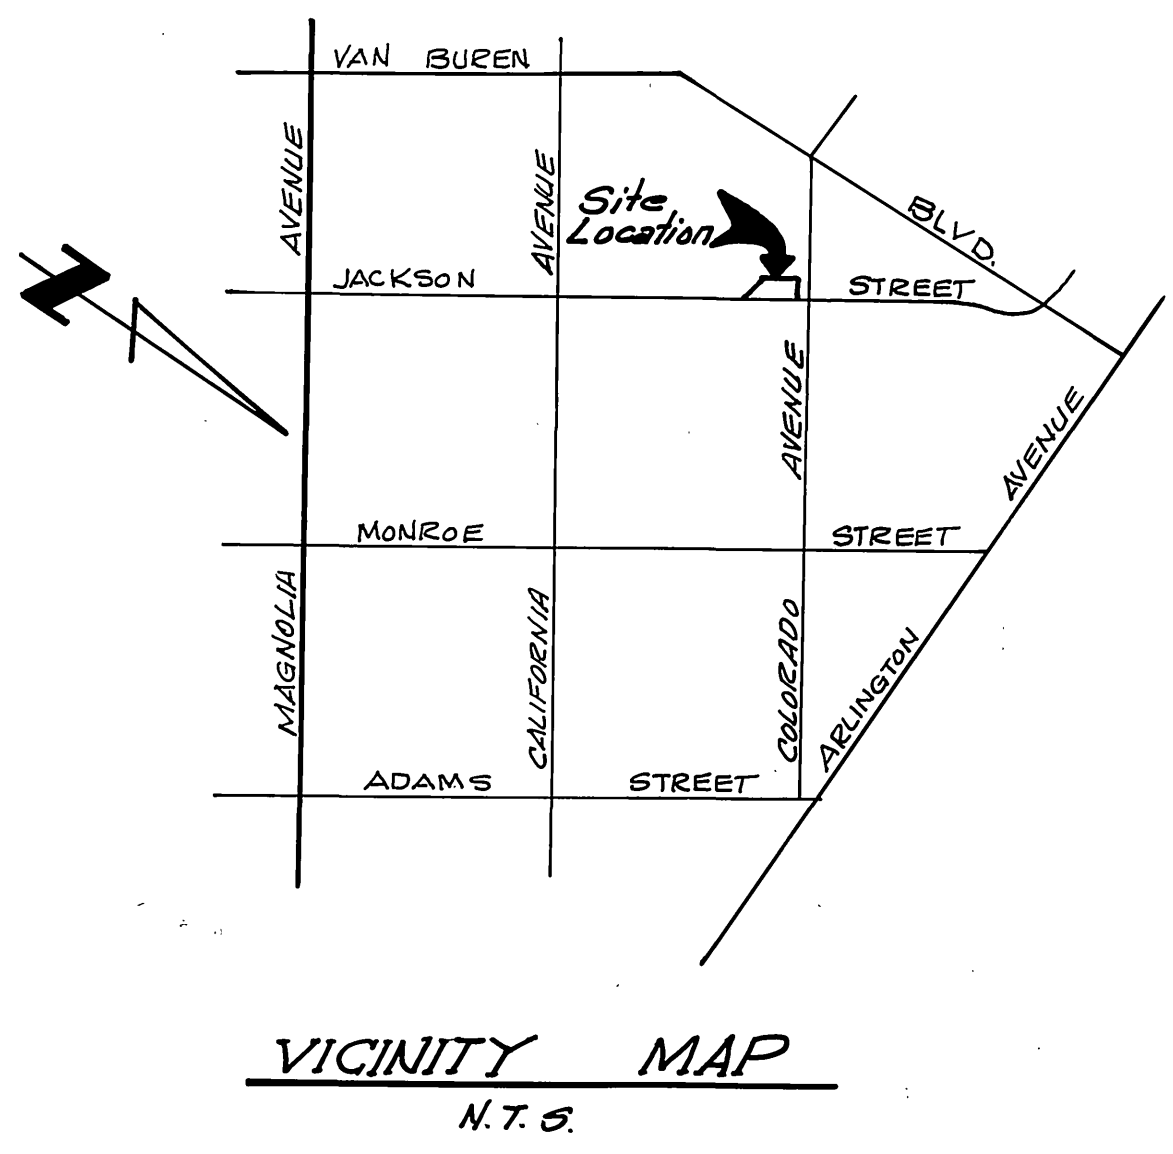 VAN BUREN
BLVD.
AVENUE
AVENUE
Site
Location
N
JACKSON STREET
AVENUE
AVENUE
MONROE STREET
MAGNOLIA
CALIFORNIA
COLORADO
ARLINGTON
ADAMS STREET
VICINITY MAP
N.T.S.